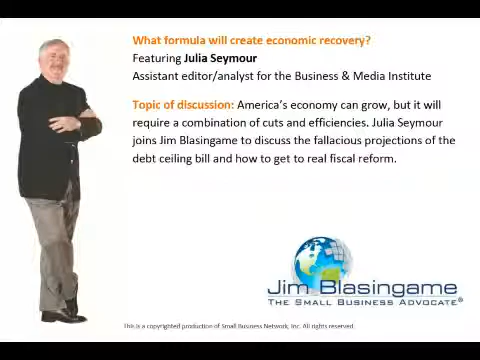 What formula will create economic recovery?
Featuring Julia Seymour
Assistant editor/analyst for the Business & Media Institute
Topic of discussion: America's economy can grow, but it will
require a combination of cuts and efficiencies. Julia Seymour
joins Jim Blasingame to discuss the fallacious projections of the
debt ceiling bill and how to get to real fiscal reform.
Jim Blasingame
The Small Business Advocate®
This is a copyrighted production of Small Business Network, Inc. All rights reserved.